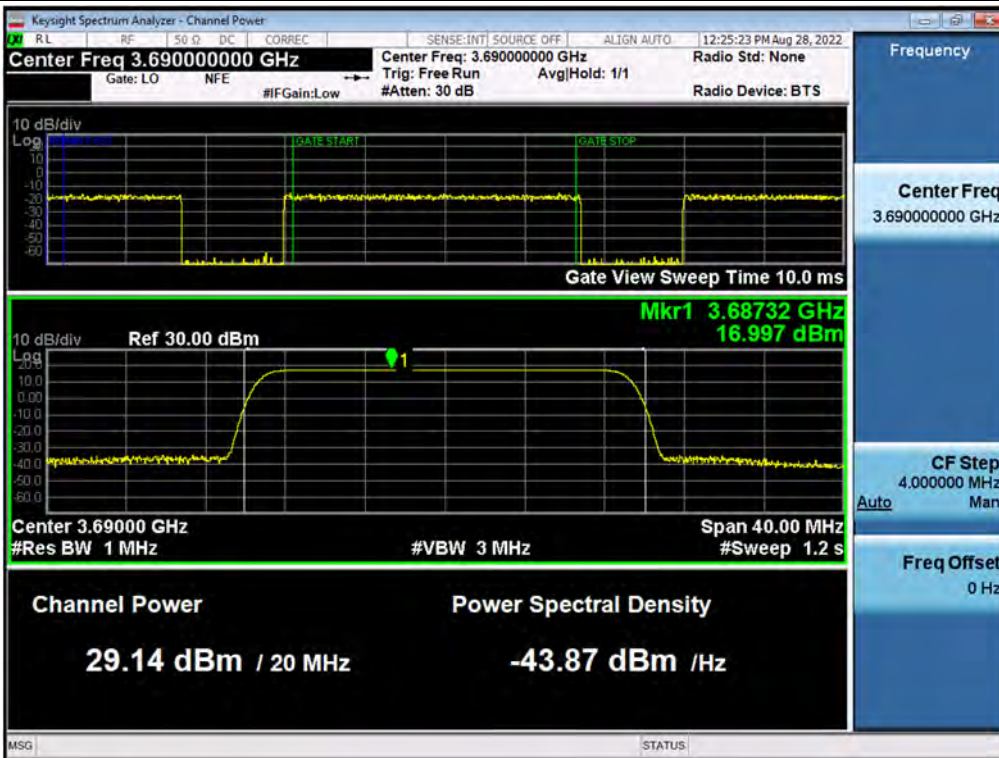 Keysight Spectrum Analyzer - Channel Power
RL RF 50 Ω DC CORREC SENSE:INT SOURCE OFF ALIGN AUTO 12:25:23 PM Aug 28, 2022
Center Freq 3.690000000 GHz
Gate: LO NFE
#IFGain:Low
Center Freq: 3.690000000 GHz
Trig: Free Run Avg|Hold: 1/1
#Atten: 30 dB
Radio Std: None
Radio Device: BTS
10 dB/div
Log
GATE START GATE STOP
10
0
-10
-20
-30
-40
-50
-60
Gate View Sweep Time 10.0 ms
Mkr1 3.68732 GHz
16.997 dBm
10 dB/div Ref 30.00 dBm
Log
20.0
10.0
0.00
-10.0
-20.0
-30.0
-40.0
-50.0
-60.0
1
Center 3.69000 GHz Span 40.00 MHz
#Res BW 1 MHz #VBW 3 MHz #Sweep 1.2 s
Channel Power Power Spectral Density
29.14 dBm / 20 MHz -43.87 dBm /Hz
MSG STATUS
Frequency
Center Freq
3.690000000 GHz
CF Step
4.000000 MHz
Auto Man
Freq Offset
0 Hz